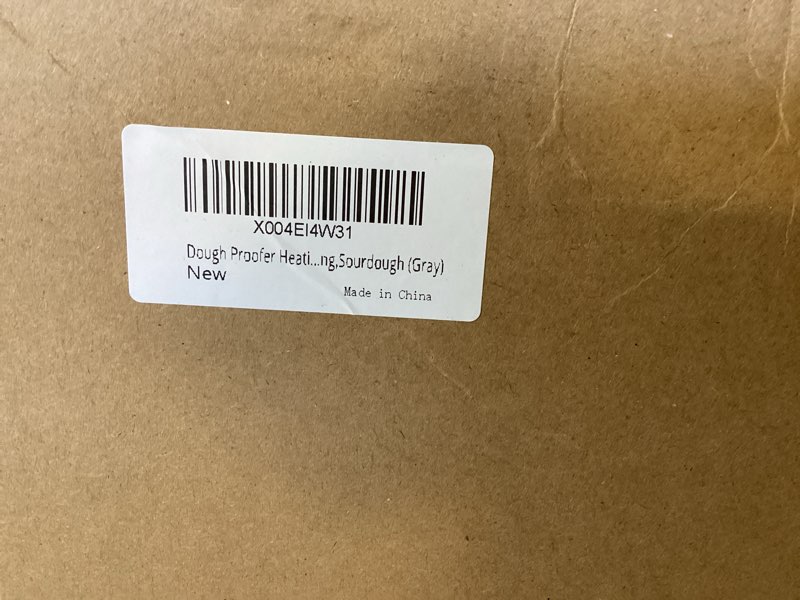 X004EI4W31
Dough Proofer Heati...ng,Sourdough (Gray)
New
Made in China